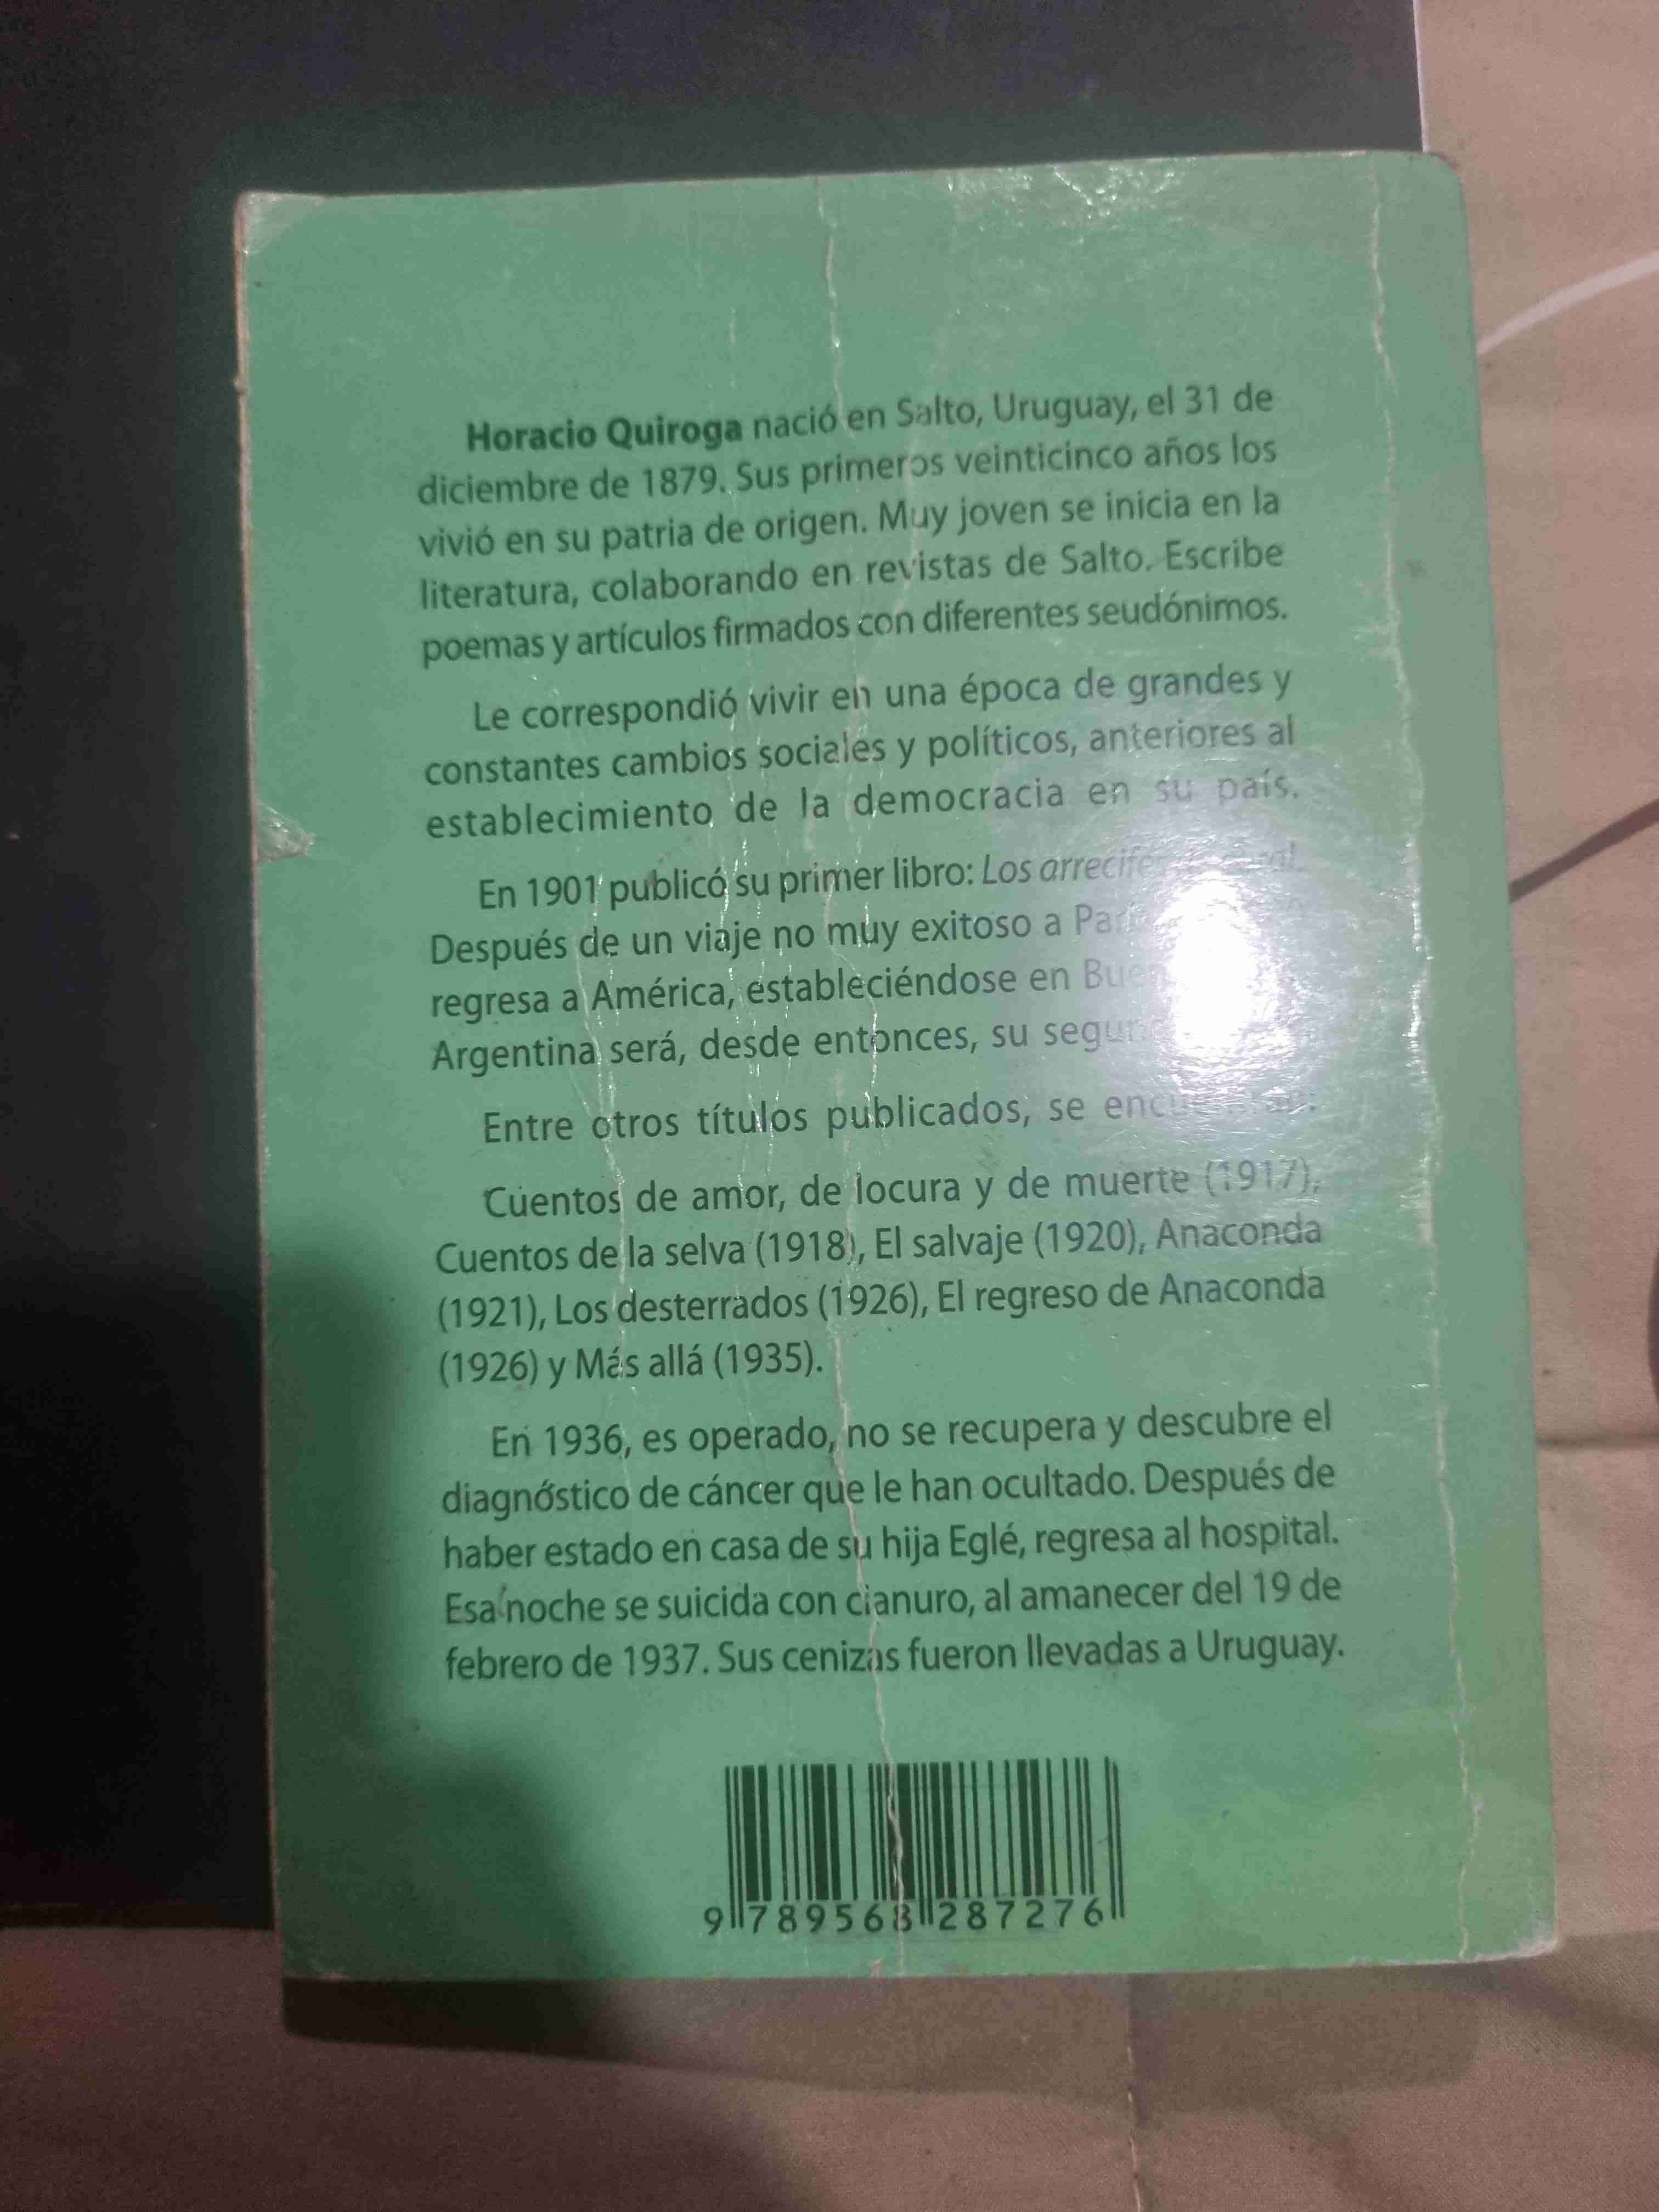 Horacio Quiroga nació en Salto, Uruguay, el 31 de
diciembre de 1879. Sus primeros veinticinco años los
vivió en su patria de origen. Muy joven se inicia en la
literatura, colaborando en revistas de Salto. Escribe
poemas y artículos firmados con diferentes seudónimos.
Le correspondió vivir en una época de grandes y
constantes cambios sociales y políticos, anteriores al
establecimiento de la democracia en su país.
En 1901 publicó su primer libro: Los
Después de un viaje no muy exitoso a
regresa a América, estableciéndose en
Argentina será, desde entonces, su
Entre otros títulos publicados, se
Cuentos de amor, de locura y de muerte (1917),
Cuentos de la selva (1918), El salvaje (1920), Anaconda
(1921), Los desterrados (1926), El regreso de Anaconda
(1926) y Más allá (1935).
En 1936, es operado, no se recupera y descubre el
diagnóstico de cáncer que le han ocultado. Después de
haber estado en casa de su hija Eglé, regresa al hospital.
Esa noche se suicida con cianuro, al amanecer del 19 de
febrero de 1937. Sus cenizas fueron llevadas a Uruguay.
9 789568 287276